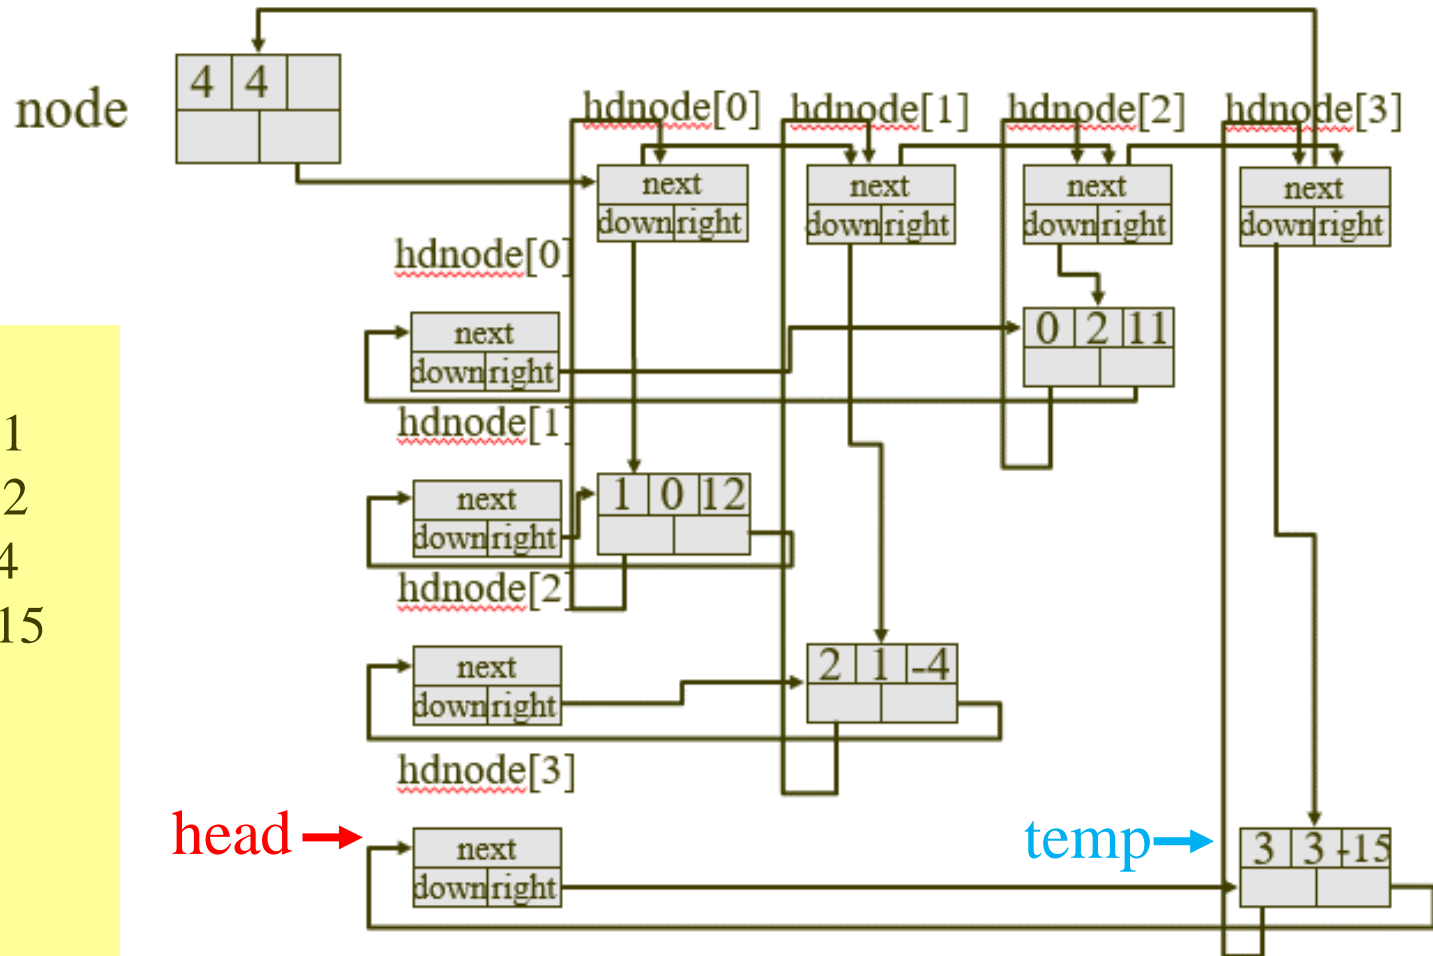 4 4
node
hdnode[0] hdnode[1] hdnode[2] hdnode[3]
next next next next
down right down right down right down right
hdnode[0]
next
down right
0 2 11
hdnode[1]
next
down right
1 0 12
hdnode[2]
next
down right
2 1 -4
hdnode[3]
head
next
down right
temp
3 3 -15
1
2
4
15